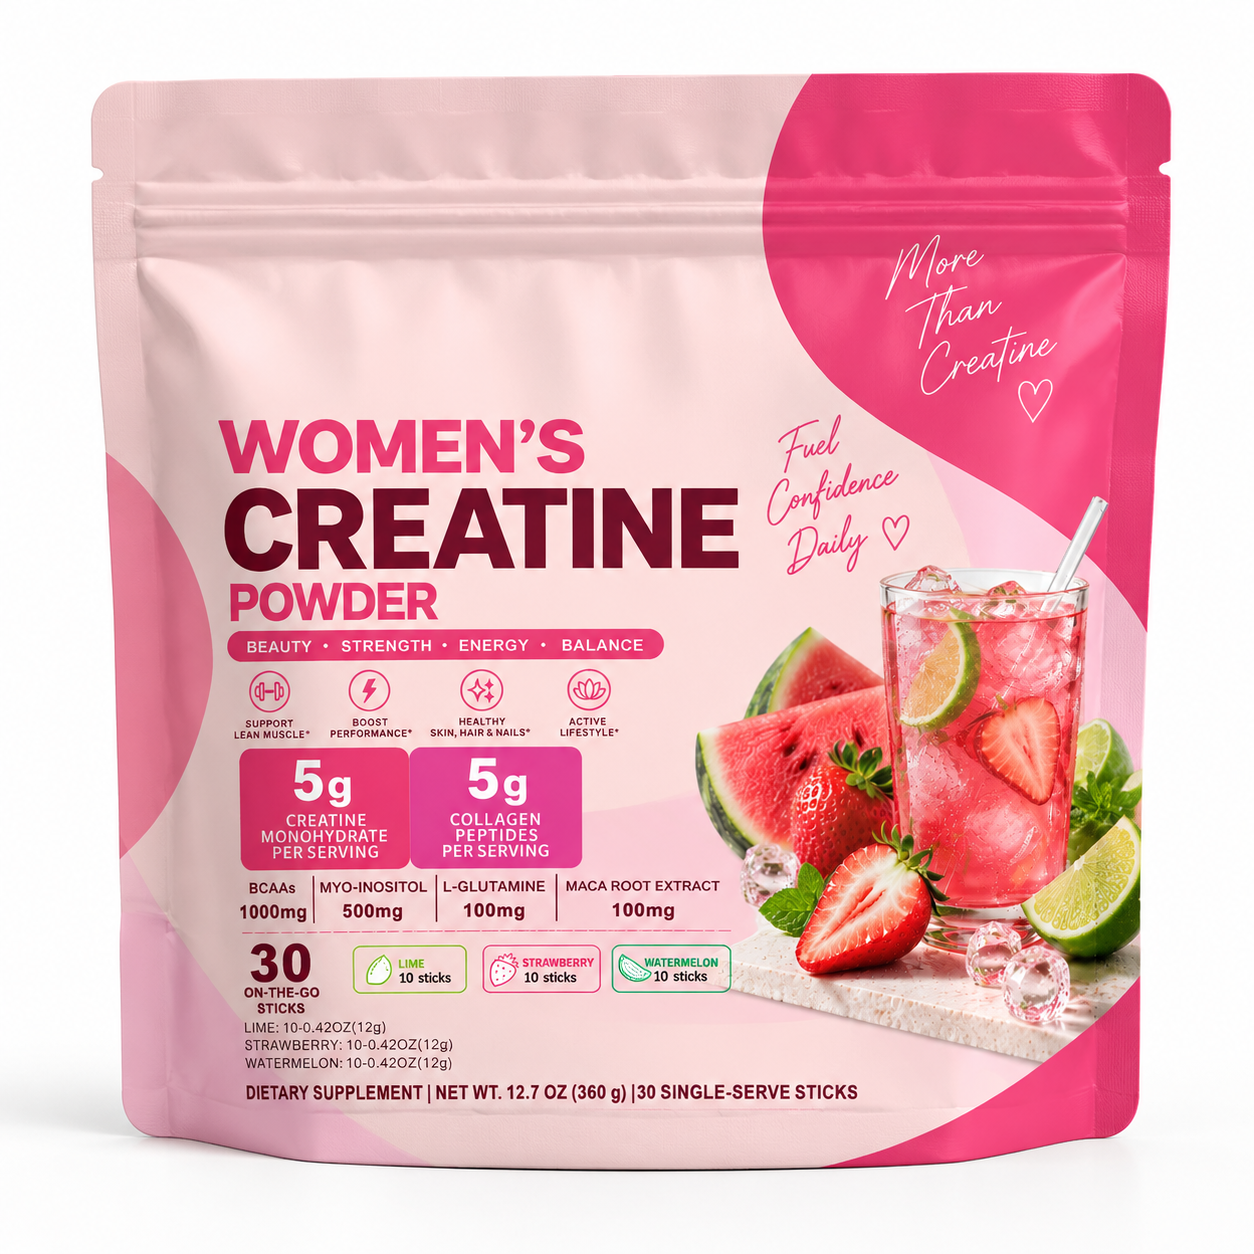 More
Than
Creatine
Fuel
Confidence
Daily
WOMEN'S
CREATINE
POWDER
BEAUTY • STRENGTH • ENERGY • BALANCE
SUPPORT
LEAN MUSCLE*
BOOST
PERFORMANCE*
HEALTHY
SKIN, HAIR & NAILS*
ACTIVE
LIFESTYLE*
5g
CREATINE
MONOHYDRATE
PER SERVING
5g
COLLAGEN
PEPTIDES
PER SERVING
BCAAs
1000mg
MYO-INOSITOL
500mg
L-GLUTAMINE
100mg
MACA ROOT EXTRACT
100mg
30
ON-THE-GO
STICKS
LIME
10 sticks
STRAWBERRY
10 sticks
WATERMELON
10 sticks
LIME: 10-0.42OZ(12g)
STRAWBERRY: 10-0.42OZ(12g)
WATERMELON: 10-0.42OZ(12g)
DIETARY SUPPLEMENT | NET WT. 12.7 OZ (360 g) |30 SINGLE-SERVE STICKS